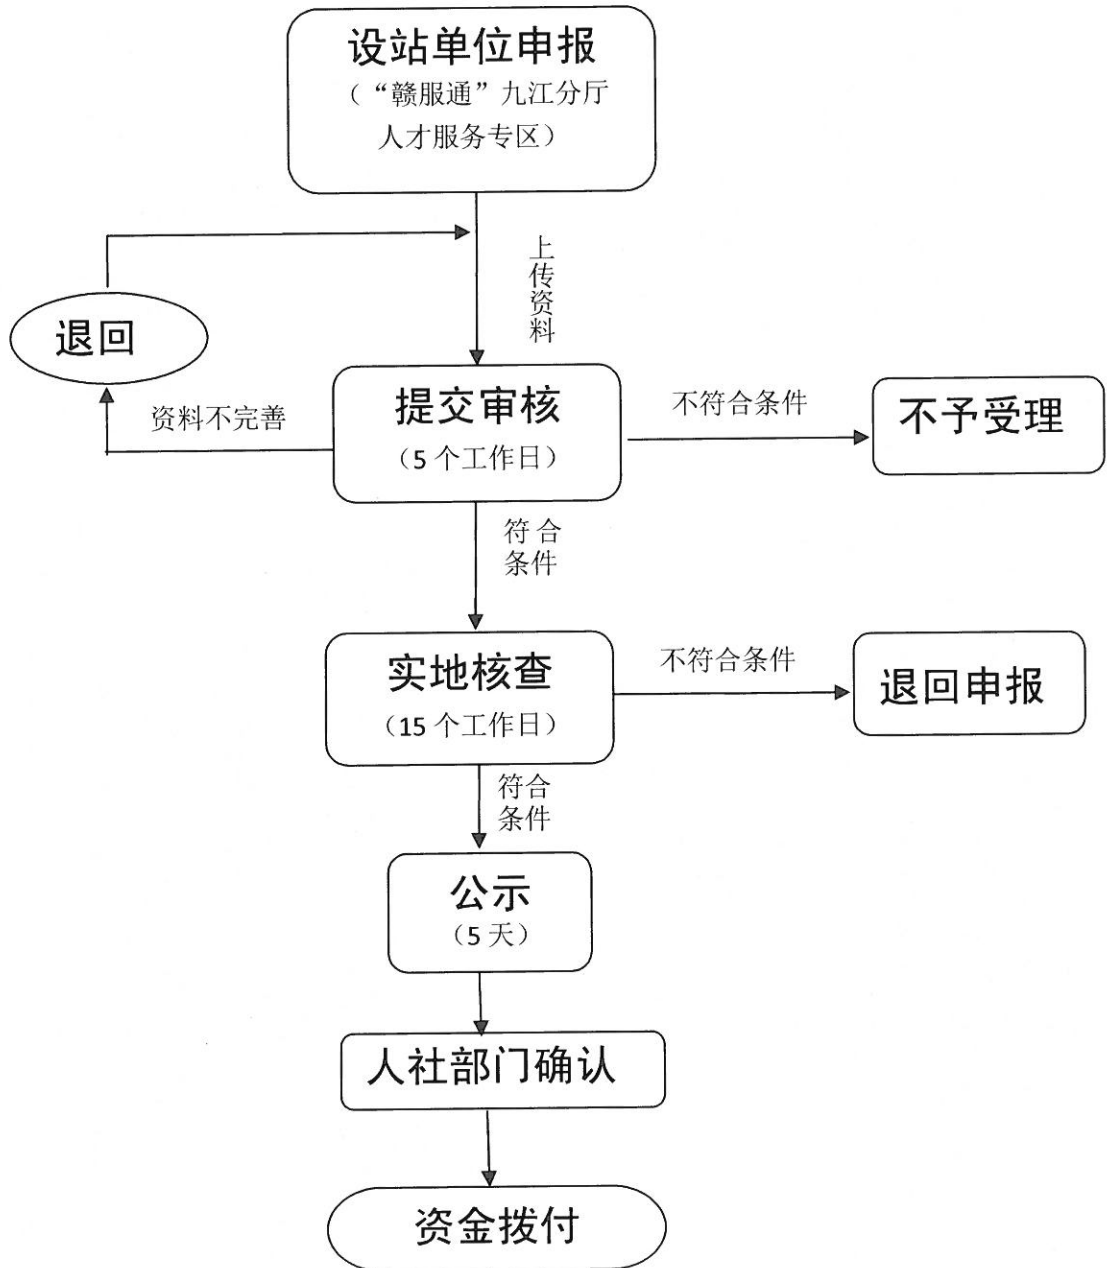 设站单位申报
（“赣服通”九江分厅
人才服务专区）
上传资料
退回
资料不完善
提交审核
（5 个工作日）
不符合条件
不予受理
符 合
条件
实地核查
（15 个工作日）
不符合条件
退回申报
符合
条件
公示
（5 天）
人社部门确认
资金拨付